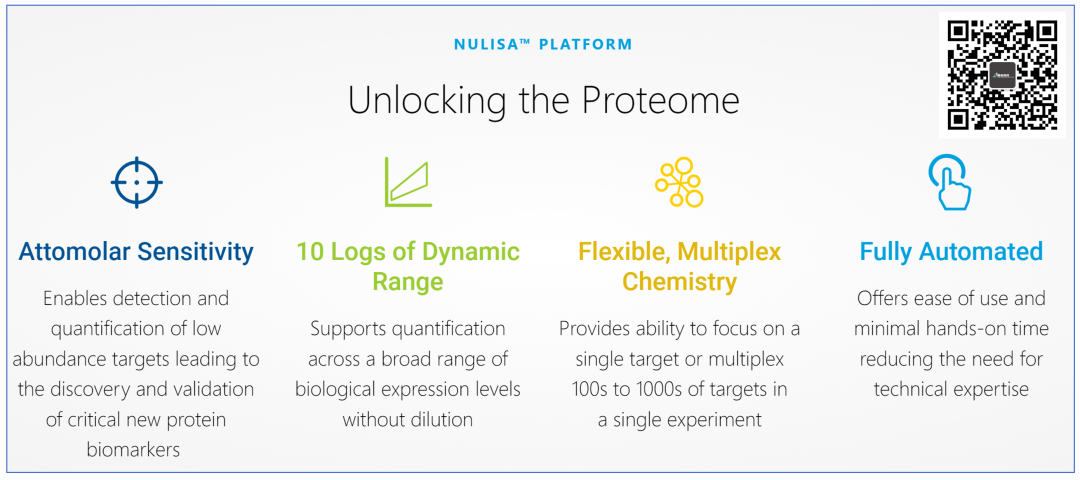 NULISA™ PLATFORM
Unlocking the Proteome
Attomolar Sensitivity
Enables detection and
quantification of low
abundance targets leading to
the discovery and validation
of critical new protein
biomarkers
10 Logs of Dynamic
Range
Supports quantification
across a broad range of
biological expression levels
without dilution
Flexible, Multiplex
Chemistry
Provides ability to focus on a
single target or multiplex
100s to 1000s of targets in
a single experiment
Fully Automated
Offers ease of use and
minimal hands-on time
reducing the need for
technical expertise